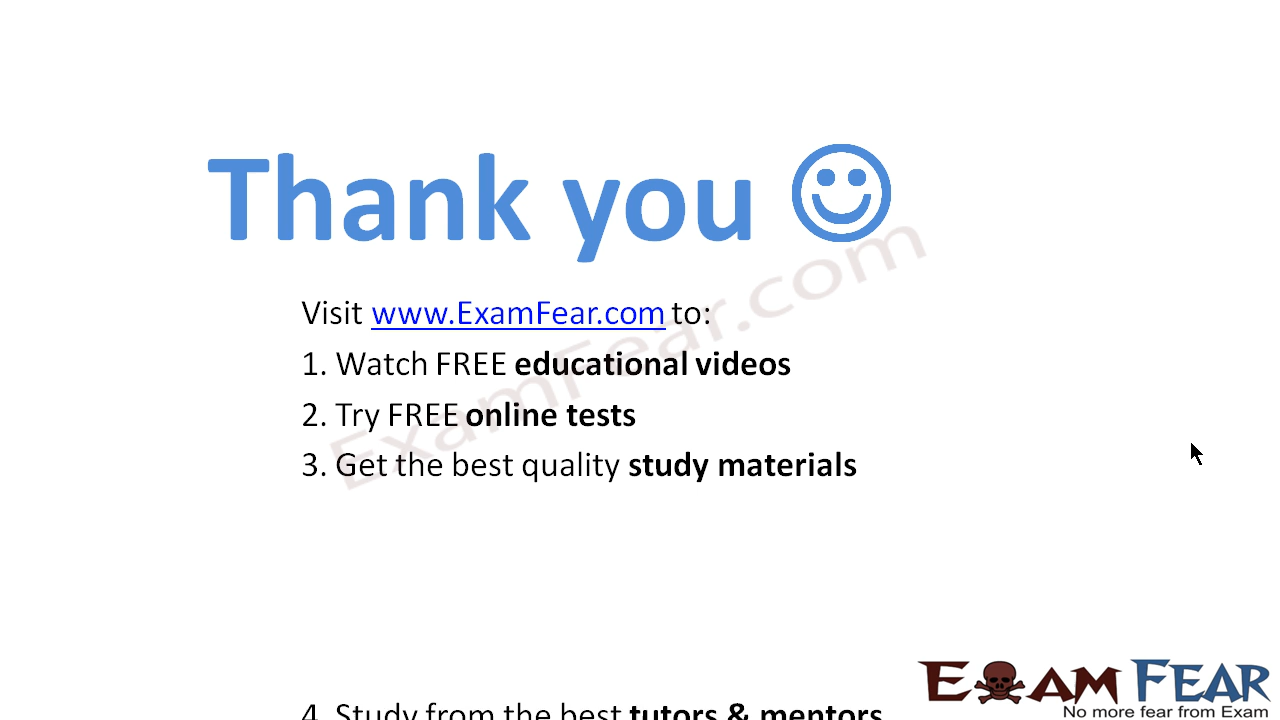 Thank you
Visit www.ExamFear.com to:
1. Watch FREE educational videos
2. Try FREE online tests
3. Get the best quality study materials
4. Study from the best tutors & mentors
ExamFear.com
EXAM FEAR
No more fear from Exam